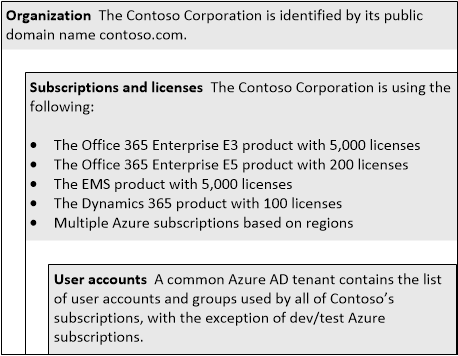 Organization The Contoso Corporation is identified by its public
domain name contoso.com.
Subscriptions and licenses The Contoso Corporation is using the
following:
• The Office 365 Enterprise E3 product with 5,000 licenses
• The Office 365 Enterprise E5 product with 200 licenses
• The EMS product with 5,000 licenses
• The Dynamics 365 product with 100 licenses
• Multiple Azure subscriptions based on regions
User accounts A common Azure AD tenant contains the list
of user accounts and groups used by all of Contoso's
subscriptions, with the exception of dev/test Azure
subscriptions.